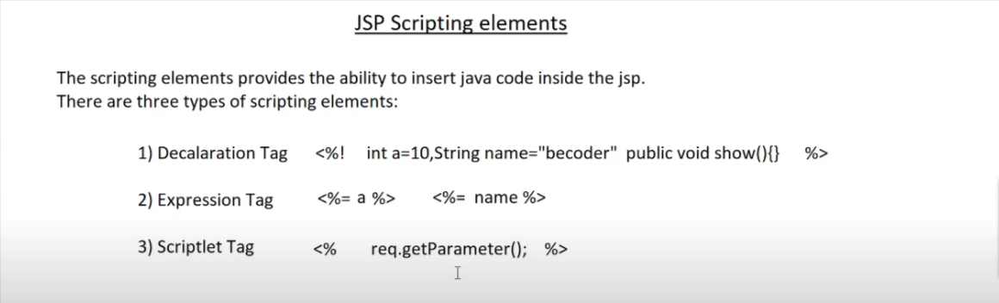 JSP Scripting elements
The scripting elements provides the ability to insert java code inside the jsp.
There are three types of scripting elements:
1) Decalaration Tag <%! int a=10,String name="becoder" public void show(){} %>
2) Expression Tag <%= a %> <%= name %>
3) Scriptlet Tag <% req.getParameter(); %>